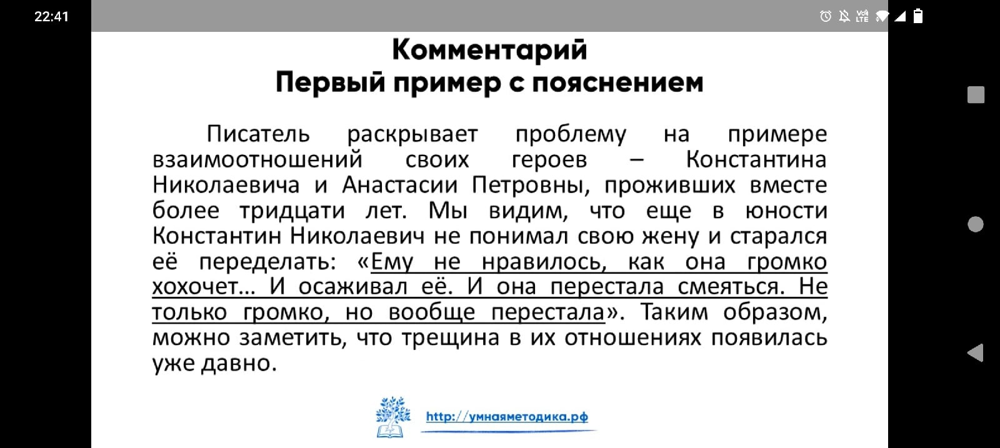 22:41
Vo) LTE
Комментарий
Первый пример с пояснением
Писатель раскрывает проблему на примере
взаимоотношений своих героев – Константина
Николаевича и Анастасии Петровны, проживших вместе
более тридцати лет. Мы видим, что еще в юности
Константин Николаевич не понимал свою жену и старался
её переделать: «Ему не нравилось, как она громко
хохочет... И осаживал её. И она перестала смеяться. Не
только громко, но вообще перестала». Таким образом,
можно заметить, что трещина в их отношениях появилась
уже давно.
http://умнаяметодика.рф